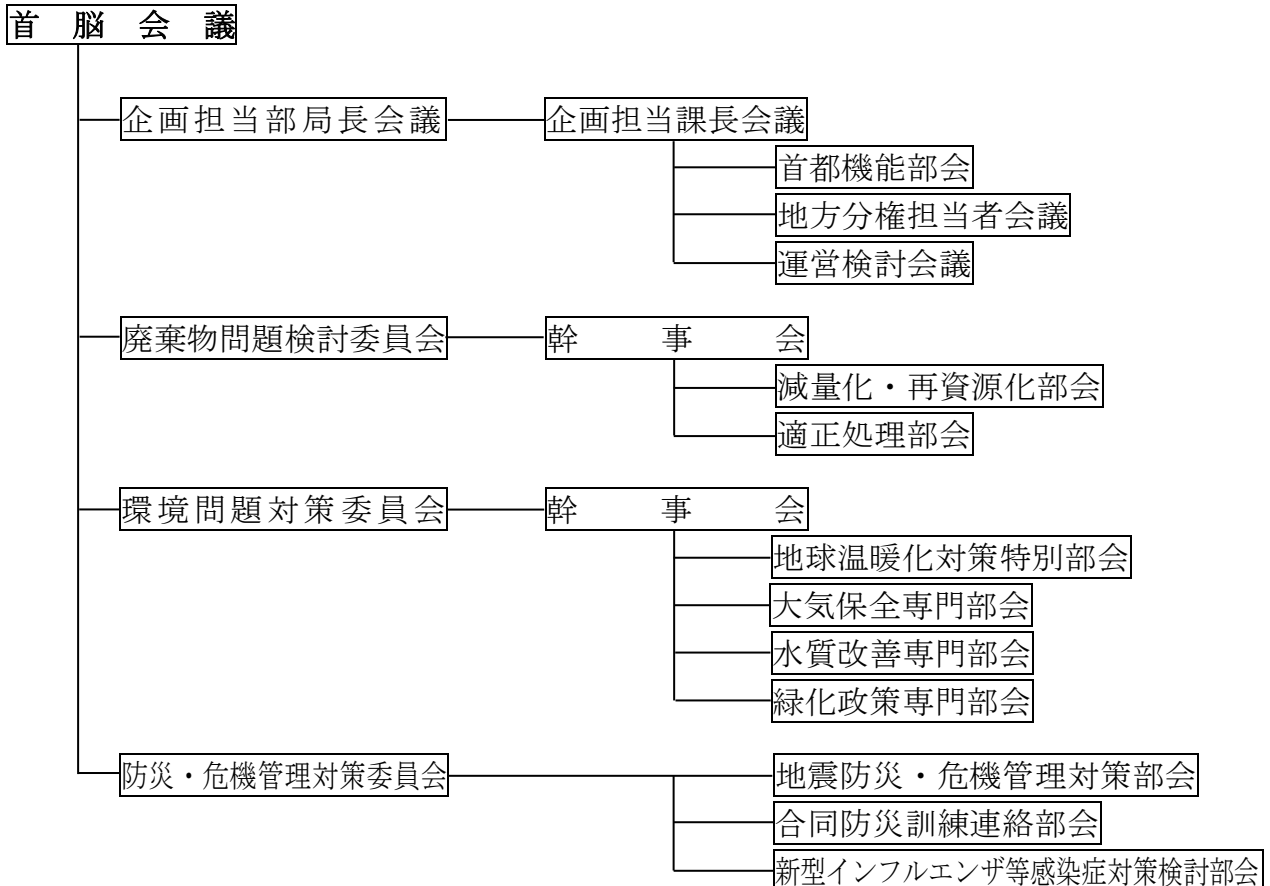 首脳会議
企画担当部局長会議 企画担当課長会議
首都機能部会
地方分権担当者会議
運営検討会議
廃棄物問題検討委員会 幹事会
減量化・再資源化部会
適正処理部会
環境問題対策委員会 幹事会
地球温暖化対策特別部会
大気保全専門部会
水質改善専門部会
緑化政策専門部会
防災・危機管理対策委員会 地震防災・危機管理対策部会
合同防災訓練連絡部会
新型インフルエンザ等感染症対策検討部会